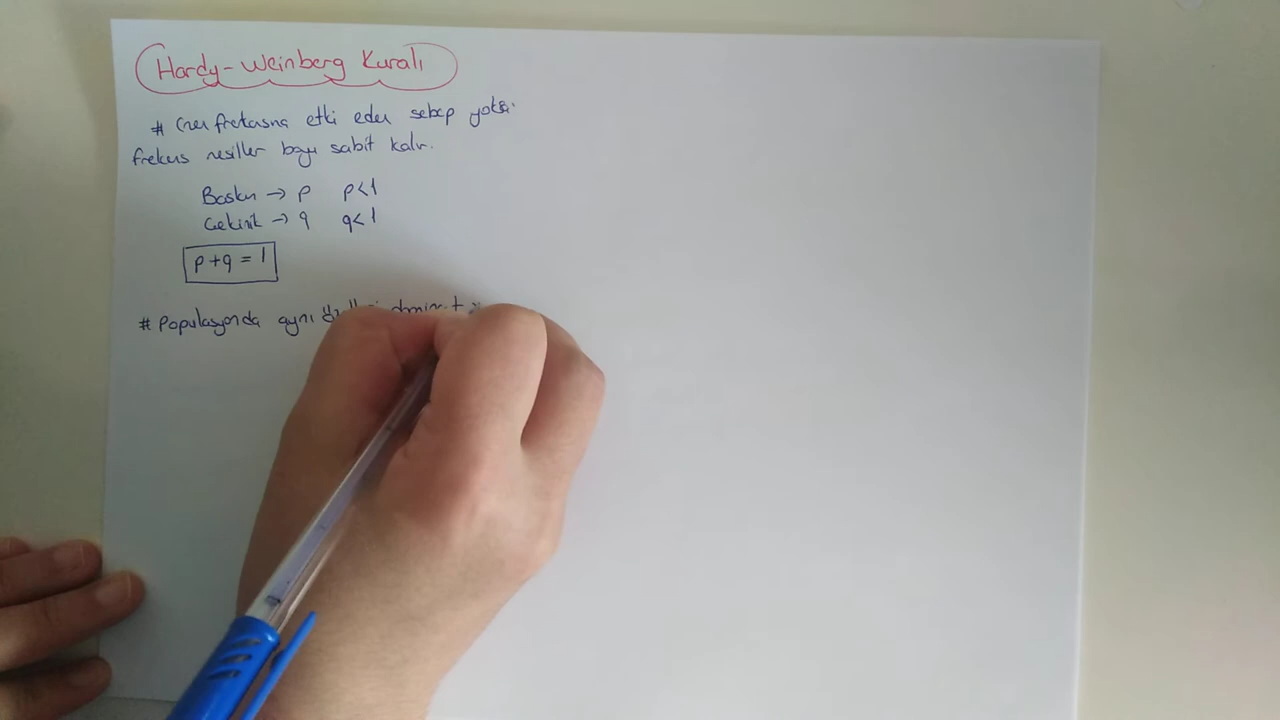 Hardy-Weinberg Kuralı
# Gen frekansına etki eden sebep yoksa
frekans nesiller boyu sabit kalır.
Baskın → p p<1
Çekinik → q q<1
p+q = 1
# Populasyonda aynı